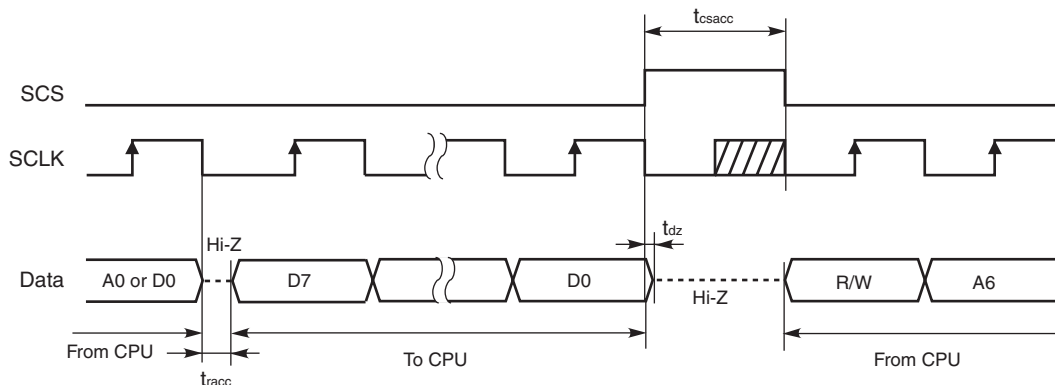 tcsacc
SCS
SCLK
tdz
Hi-Z
Data
A0 or D0
D7
D0
Hi-Z
R/W
A6
From CPU
To CPU
From CPU
tracc